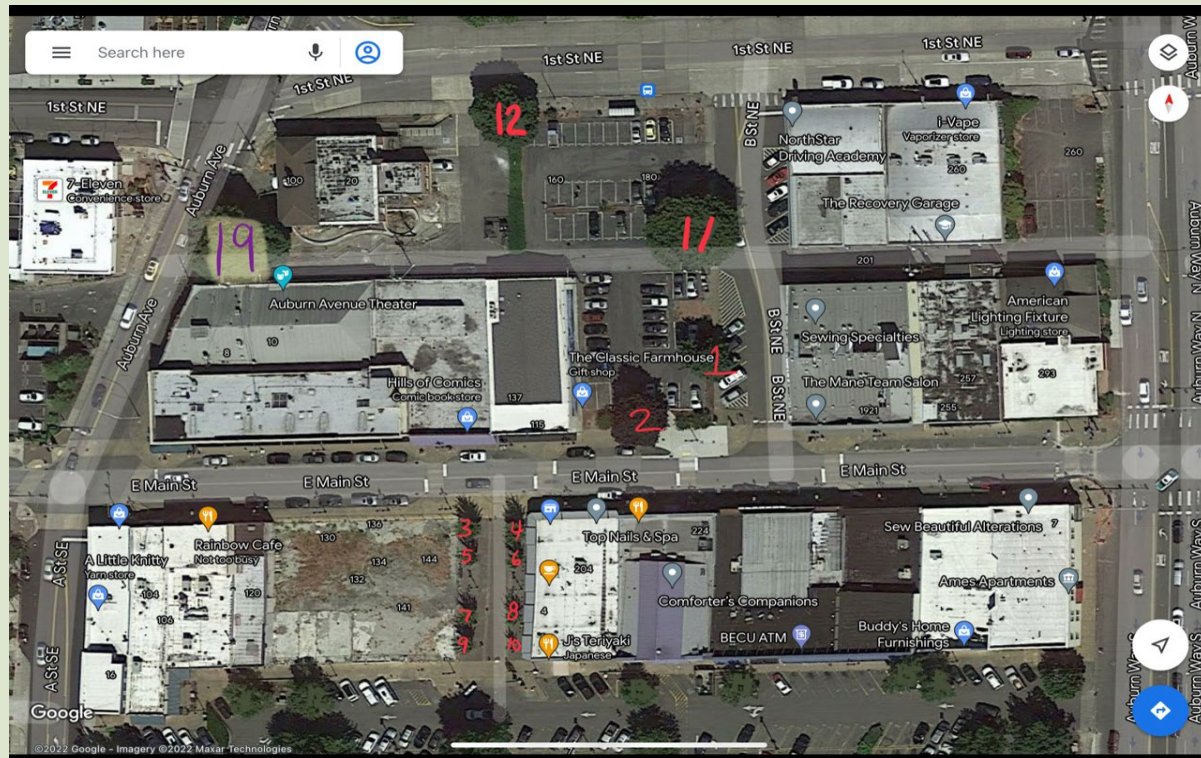 Search here
1st St NE
1st St NE
1st St NE
1st St NE
1st St NE
12
Auburn Ave
B St NE
NorthStar
Driving Academy
i-Vape
Vaporizer store
260
260
7-Eleven
Convenience store
100
20
160
180
The Recovery Garage
11
19
201
Auburn Avenue Theater
American
Lighting Fixture
Lighting store
Auburn Ave
8
10
B St NE
Sewing Specialties
The Classic Farmhouse
Gift shop
1
Hills of Comics
Comic book store
137
B St NE
The Mane Team Salon
257
293
115
2
1921
255
E Main St
E Main St
E Main St
E Main St
A St SE
A Little Knitty
Yarn store
Rainbow Cafe
Not too busy
136
130
134
144
132
141
3
4
5
6
7
8
9
10
Top Nails & Spa
224
204
4
Sew Beautiful Alterations
7
Ames Apartments
104
106
120
16
Comforter's Companions
BECU ATM
Buddy's Home
Furnishings
J's Teriyaki
Japanese
A St SE
Google
©2022 Google - Imagery ©2022 Maxar Technologies